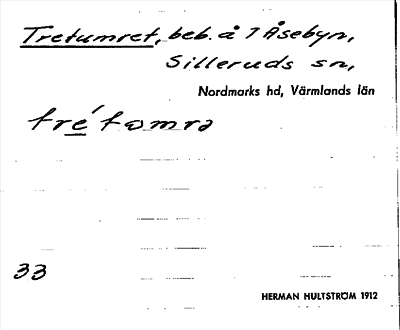 Tretumret, beb. å 7 Åsebyn,
Silleruds sn,
Nordmarks hd, Värmlands län
tré tomrə
33
HERMAN HULTSTRÖM 1912